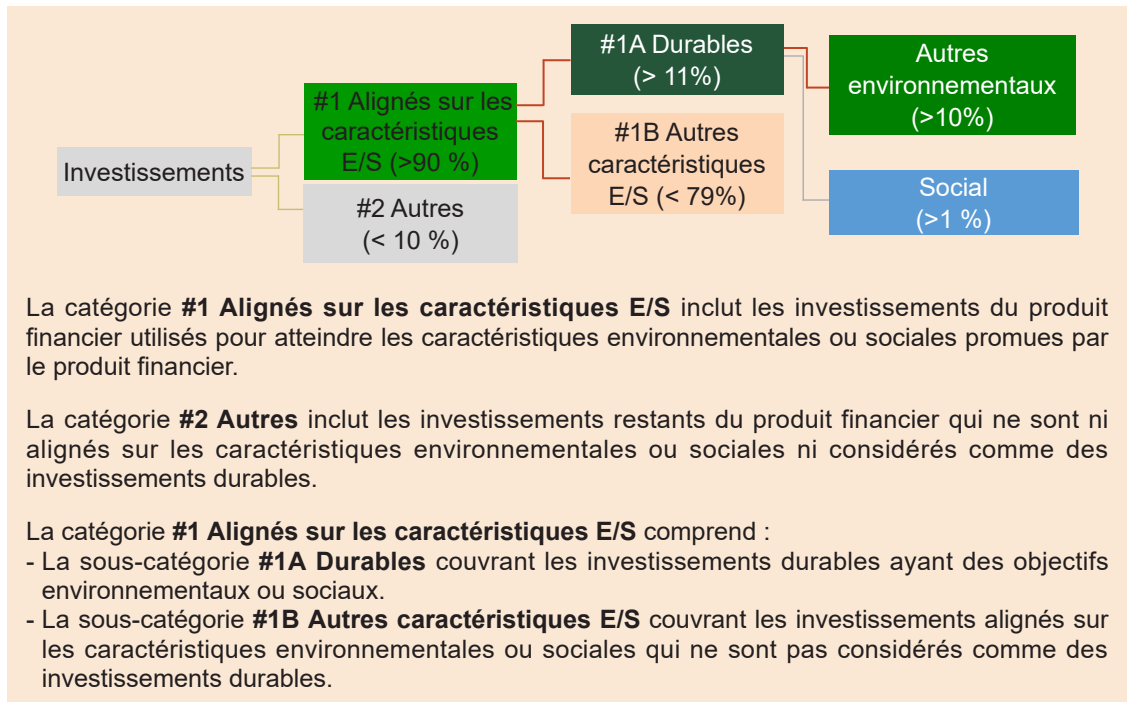 Investissements
#1 Alignés sur les
caractéristiques
E/S (>90 %)
#2 Autres
(< 10 %)
#1A Durables
(> 11%)
#1B Autres
caractéristiques
E/S (< 79%)
Autres
environnementaux
(>10%)
Social
(>1 %)
La catégorie #1 Alignés sur les caractéristiques E/S inclut les investissements du produit
financier utilisés pour atteindre les caractéristiques environnementales ou sociales promues par
le produit financier.
La catégorie #2 Autres inclut les investissements restants du produit financier qui ne sont ni
alignés sur les caractéristiques environnementales ou sociales ni considérés comme des
investissements durables.
La catégorie #1 Alignés sur les caractéristiques E/S comprend :
- La sous-catégorie #1A Durables couvrant les investissements durables ayant des objectifs
environnementaux ou sociaux.
- La sous-catégorie #1B Autres caractéristiques E/S couvrant les investissements alignés sur
les caractéristiques environnementales ou sociales qui ne sont pas considérés comme des
investissements durables.